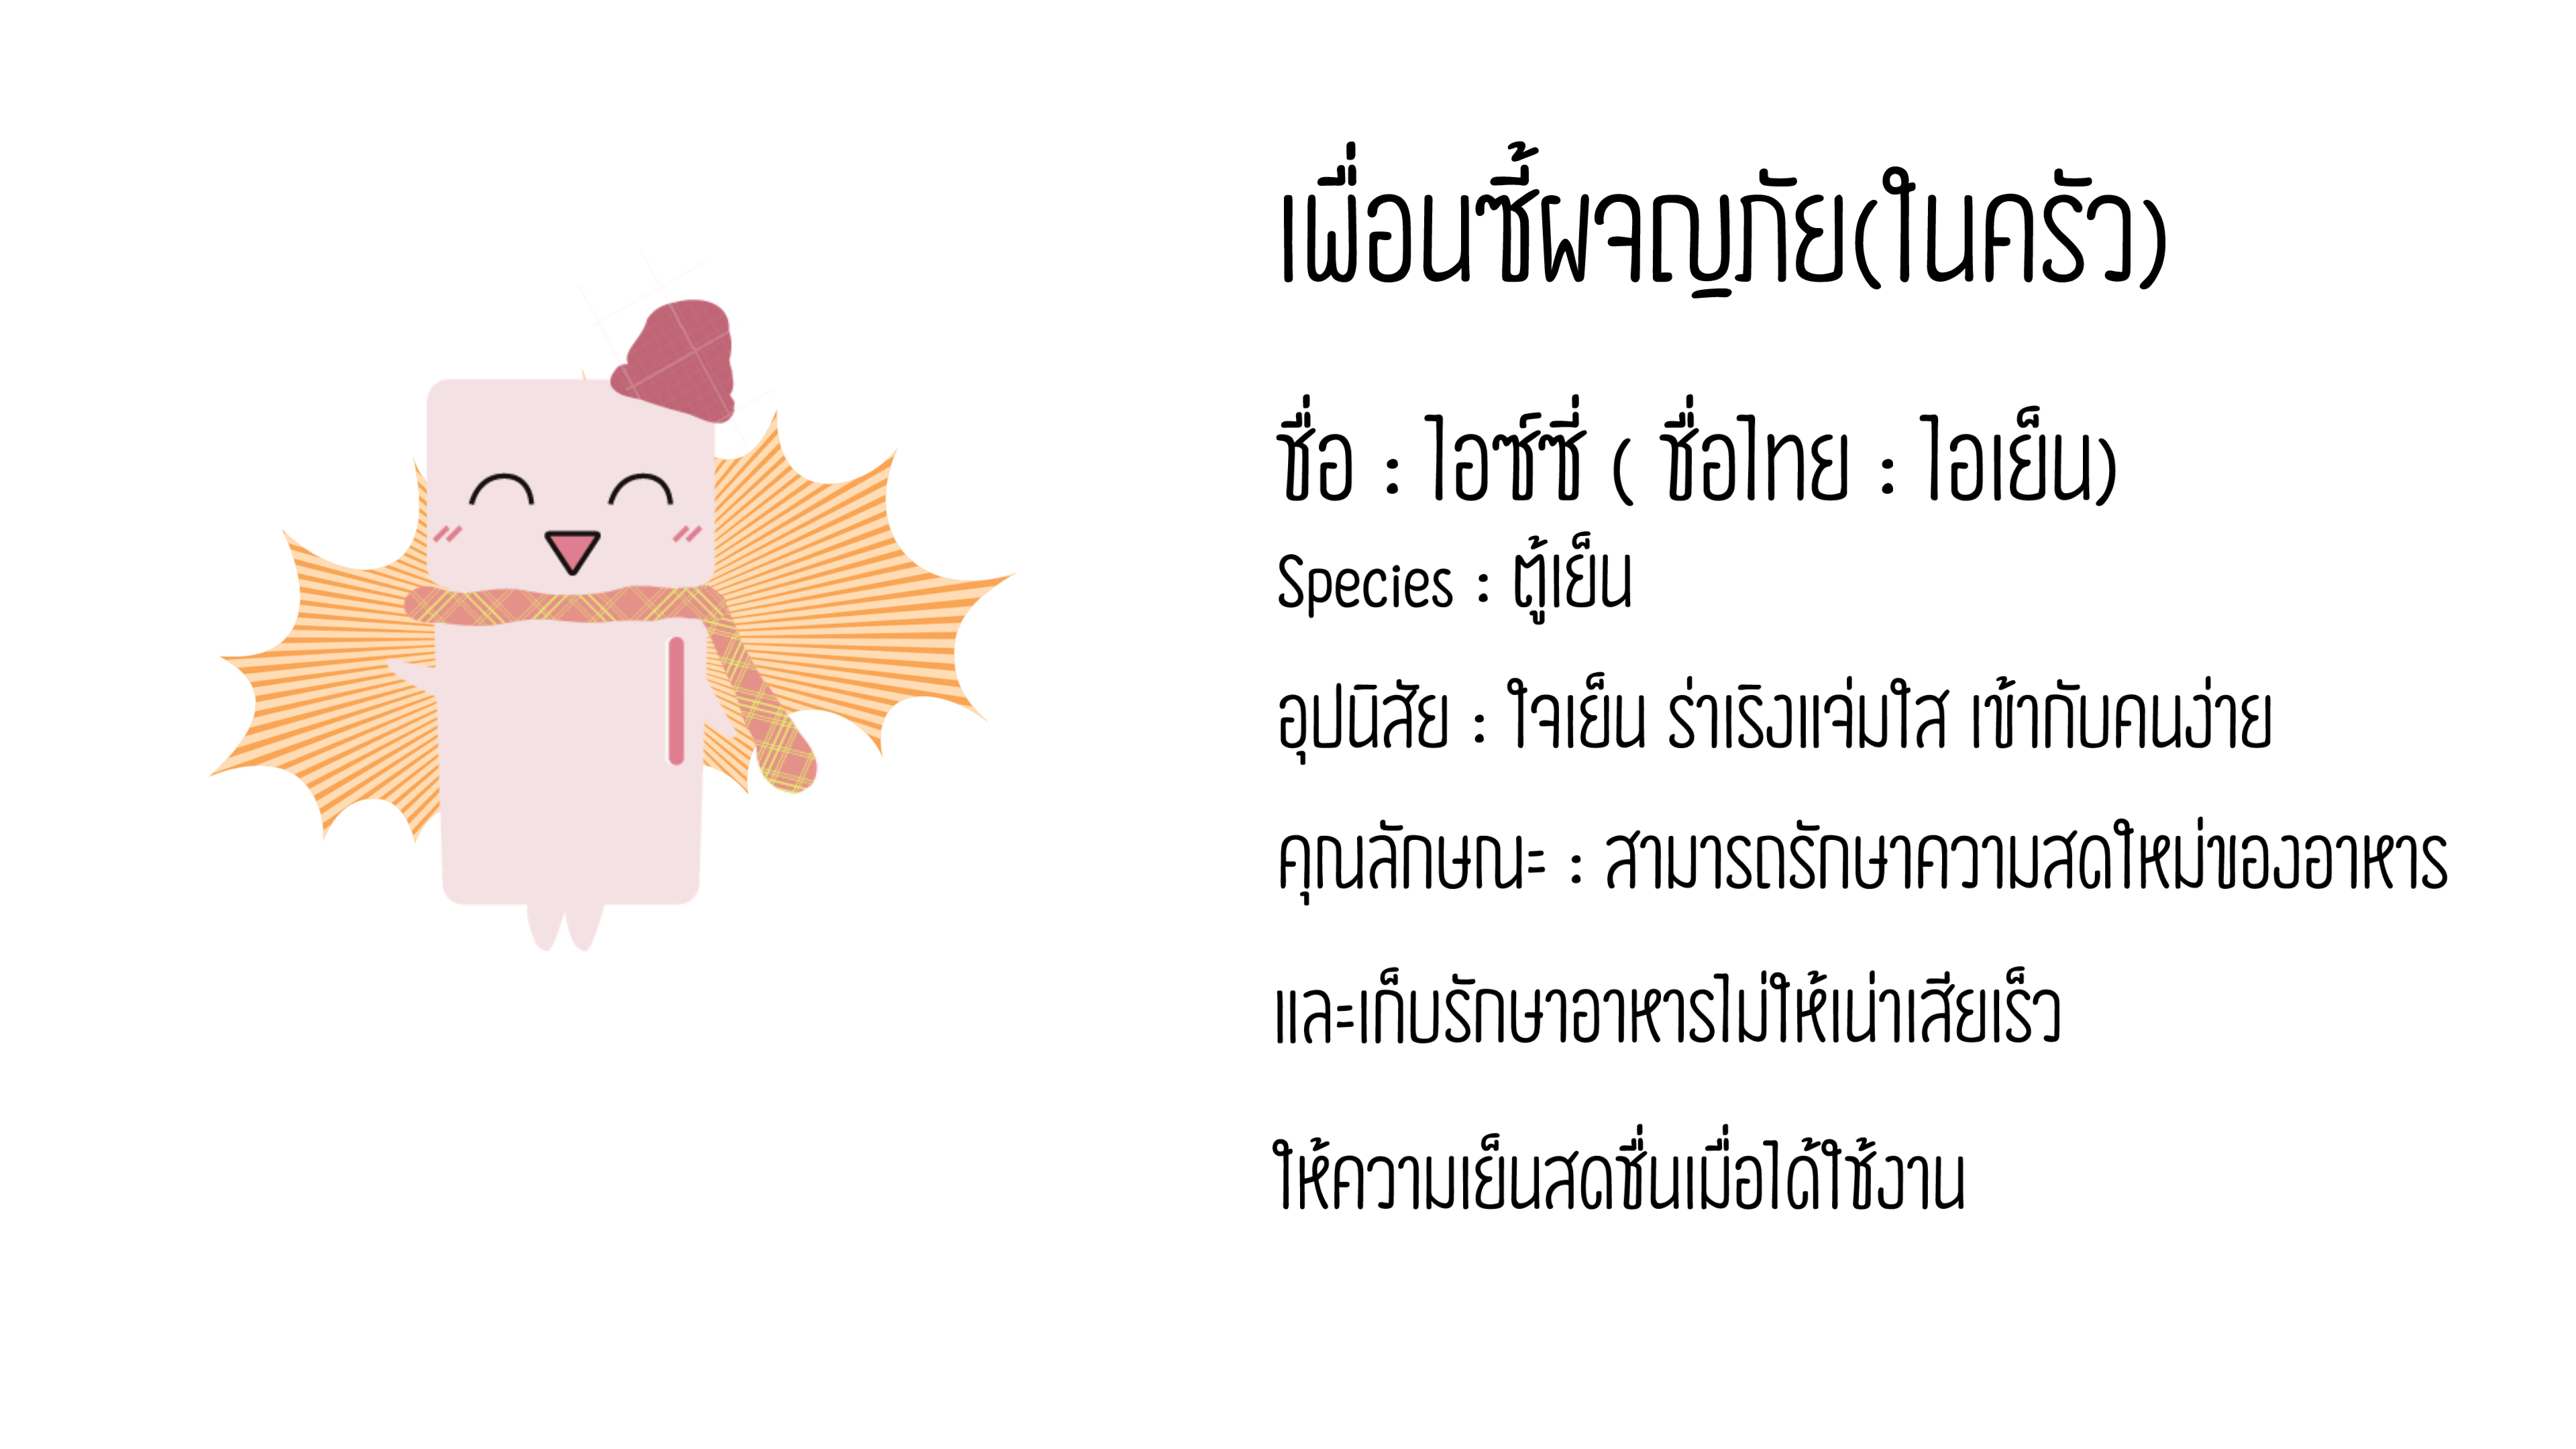 เพื่อนซี้ผจญภัย(ในครัว)
ชื่อ : ไอซ์ซี่ ( ชื่อไทย : ไอเย็น)
Species : ตู้เย็น
อุปนิสัย : ใจเย็น ร่าเริงแจ่มใส เข้ากับคนง่าย
คุณลักษณะ : สามารถรักษาความสดใหม่ของอาหาร
และเก็บรักษาอาหารไม่ให้เน่าเสียเร็ว
ให้ความเย็นสดชื่นเมื่อได้ใช้งาน